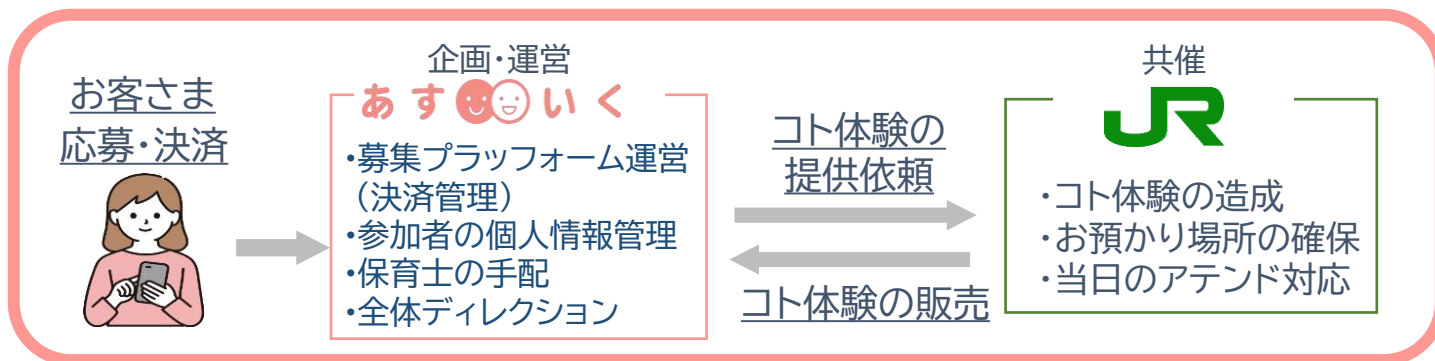 お客さま
応募・決済
企画・運営
あすいく
・募集プラッフォーム運営
（決済管理）
・参加者の個人情報管理
・保育士の手配
・全体ディレクション
コト体験の
提供依頼
コト体験の販売
共催
JR
・コト体験の造成
・お預かり場所の確保
・当日のアテンド対応